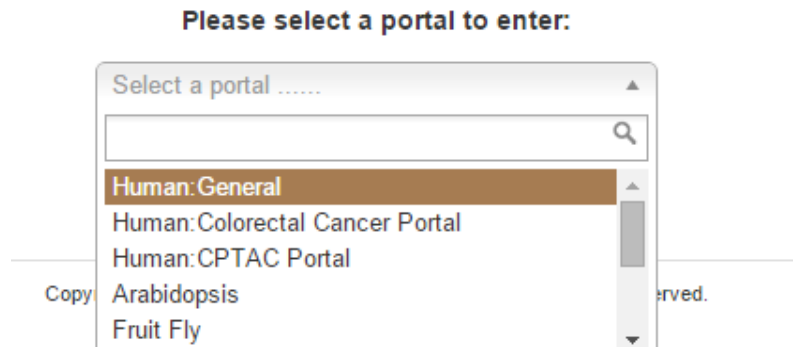 Please select a portal to enter:
Select a portal ......
Human:General
Human:Colorectal Cancer Portal
Human:CPTAC Portal
Arabidopsis
Fruit Fly